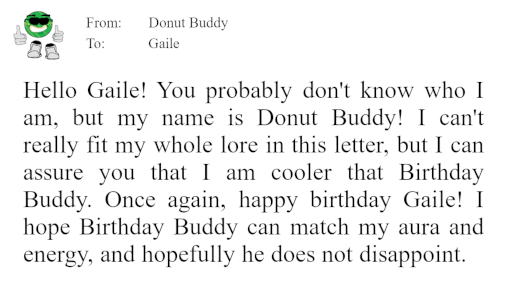 From: Donut Buddy
To: Gaile
Hello Gaile! You probably don't know who I
am, but my name is Donut Buddy! I can't
really fit my whole lore in this letter, but I can
assure you that I am cooler that Birthday
Buddy. Once again, happy birthday Gaile! I
hope Birthday Buddy can match my aura and
energy, and hopefully he does not disappoint.